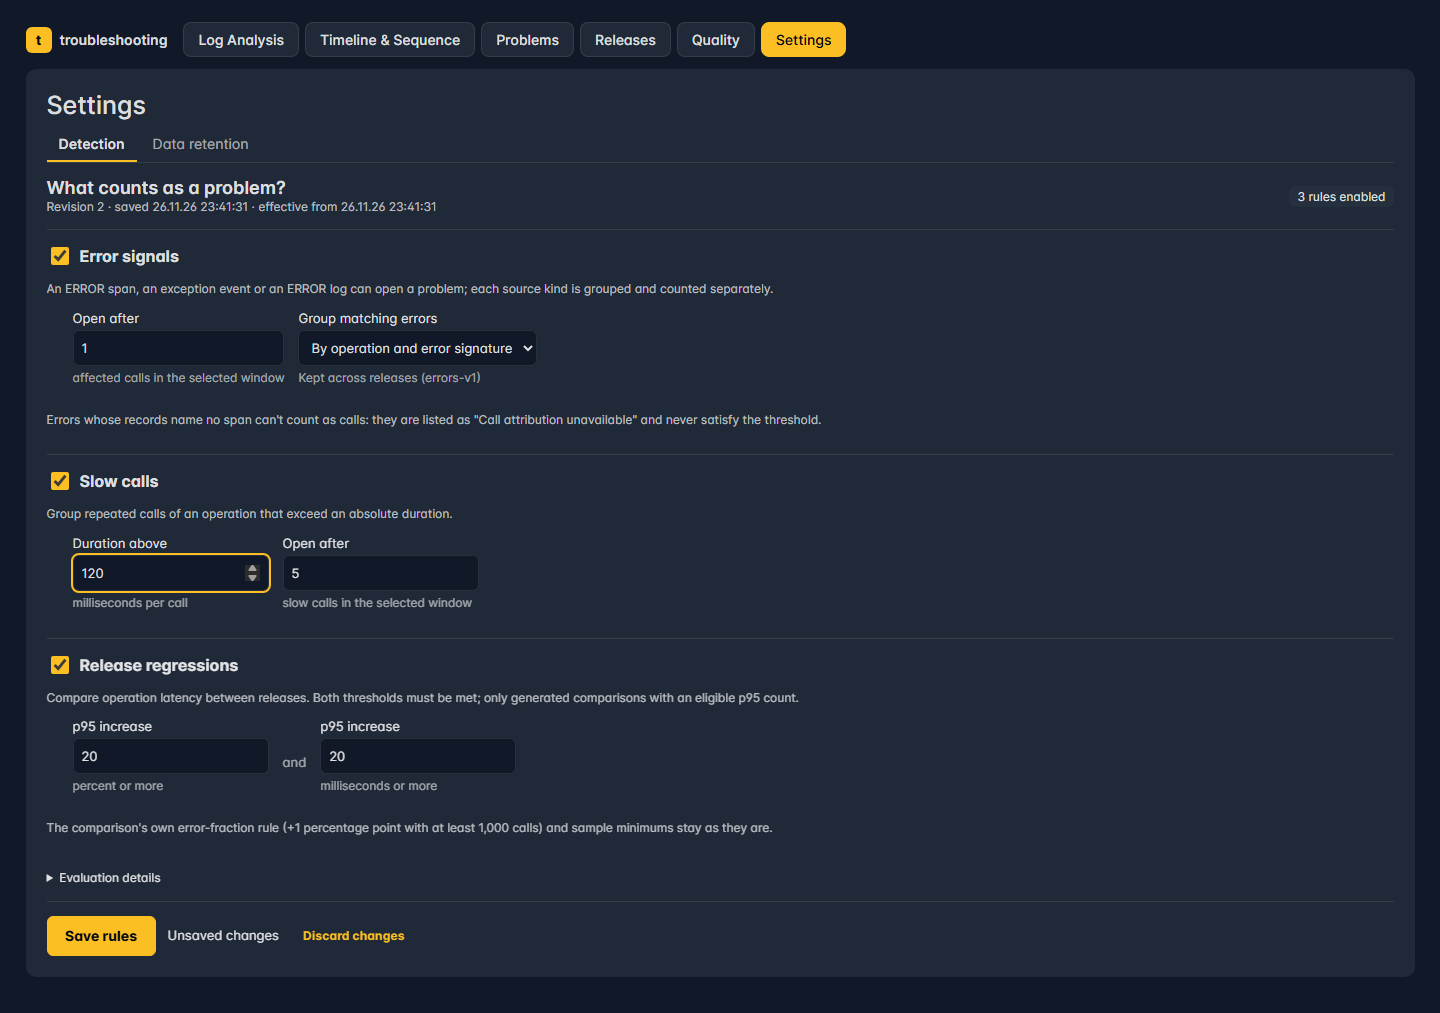 t troubleshooting Log Analysis Timeline & Sequence Problems Releases Quality Settings
Settings
Detection Data retention
What counts as a problem?
Revision 2 · saved 26.11.26 23:41:31 · effective from 26.11.26 23:41:31
3 rules enabled
Error signals
An ERROR span, an exception event or an ERROR log can open a problem; each source kind is grouped and counted separately.
Open after Group matching errors
1 By operation and error signature
affected calls in the selected window Kept across releases (errors-v1)
Errors whose records name no span can't count as calls: they are listed as "Call attribution unavailable" and never satisfy the threshold.
Slow calls
Group repeated calls of an operation that exceed an absolute duration.
Duration above Open after
120 5
milliseconds per call slow calls in the selected window
Release regressions
Compare operation latency between releases. Both thresholds must be met; only generated comparisons with an eligible p95 count.
p95 increase p95 increase
20 and 20
percent or more milliseconds or more
The comparison's own error-fraction rule (+1 percentage point with at least 1,000 calls) and sample minimums stay as they are.
Evaluation details
Save rules Unsaved changes Discard changes